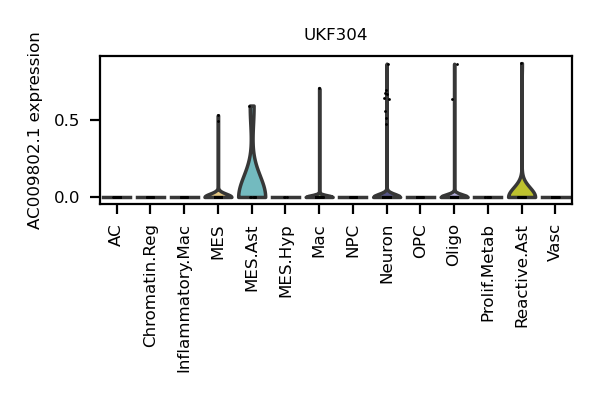 UKF304
AC009802.1 expression
0.5
0.0
AC
Chromatin.Reg
Inflammatory.Mac
MES
MES.Ast
MES.Hyp
Mac
NPC
Neuron
OPC
Oligo
Prolif.Metab
Reactive.Ast
Vasc